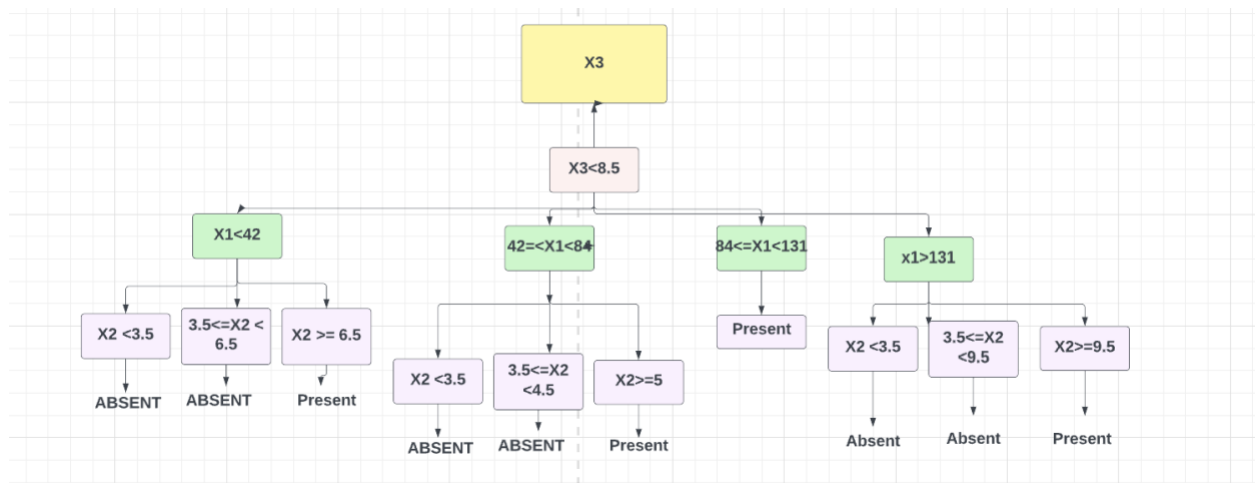 X3
X3<8.5
X1<42
42=<X1<84
84<=X1<131
x1>131
X2 <3.5
3.5<=X2 <
6.5
X2 >= 6.5
ABSENT
ABSENT
Present
X2 <3.5
3.5<=X2
<4.5
X2>=5
ABSENT
ABSENT
Present
Present
X2 <3.5
3.5<=X2
<9.5
X2>=9.5
Absent
Absent
Present